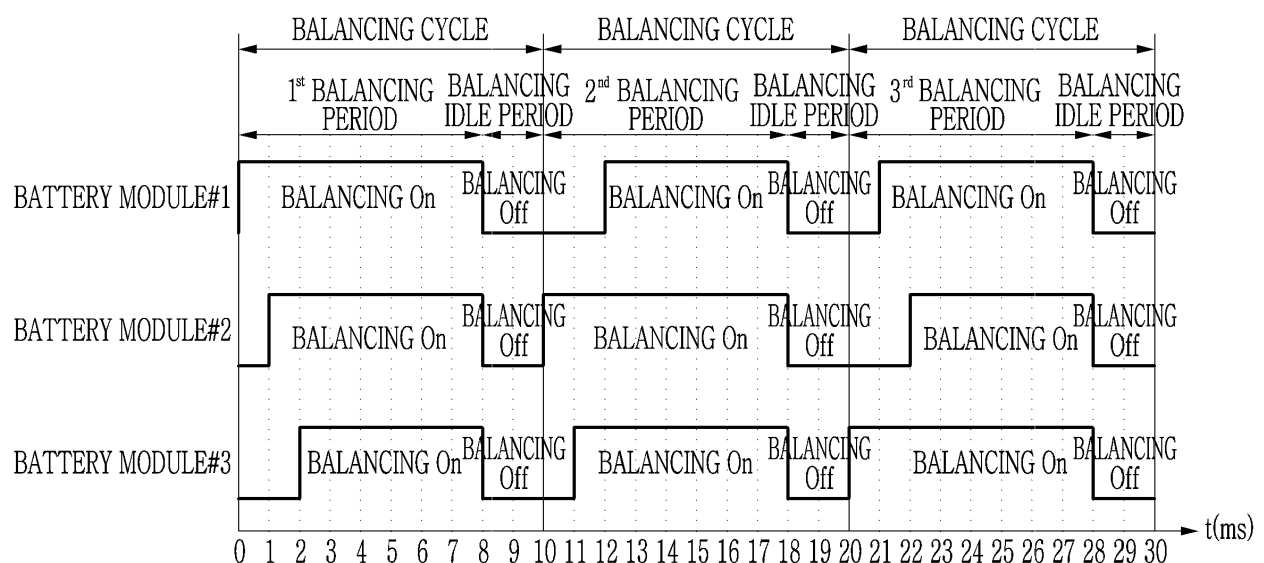 BALANCING CYCLE BALANCING CYCLE BALANCING CYCLE
1st BALANCING PERIOD
BALANCING IDLE PERIOD
2nd BALANCING PERIOD
BALANCING IDLE PERIOD
3rd BALANCING PERIOD
BALANCING IDLE PERIOD
BATTERY MODULE#1
BALANCING On
BALANCING Off
BALANCING On
BALANCING Off
BALANCING On
BALANCING Off
BATTERY MODULE#2
BALANCING On
BALANCING Off
BALANCING On
BALANCING Off
BALANCING On
BALANCING Off
BATTERY MODULE#3
BALANCING On
BALANCING Off
BALANCING On
BALANCING Off
BALANCING On
BALANCING Off
t(ms)
0 1 2 3 4 5 6 7 8 9 10 11 12 13 14 15 16 17 18 19 20 21 22 23 24 25 26 27 28 29 30